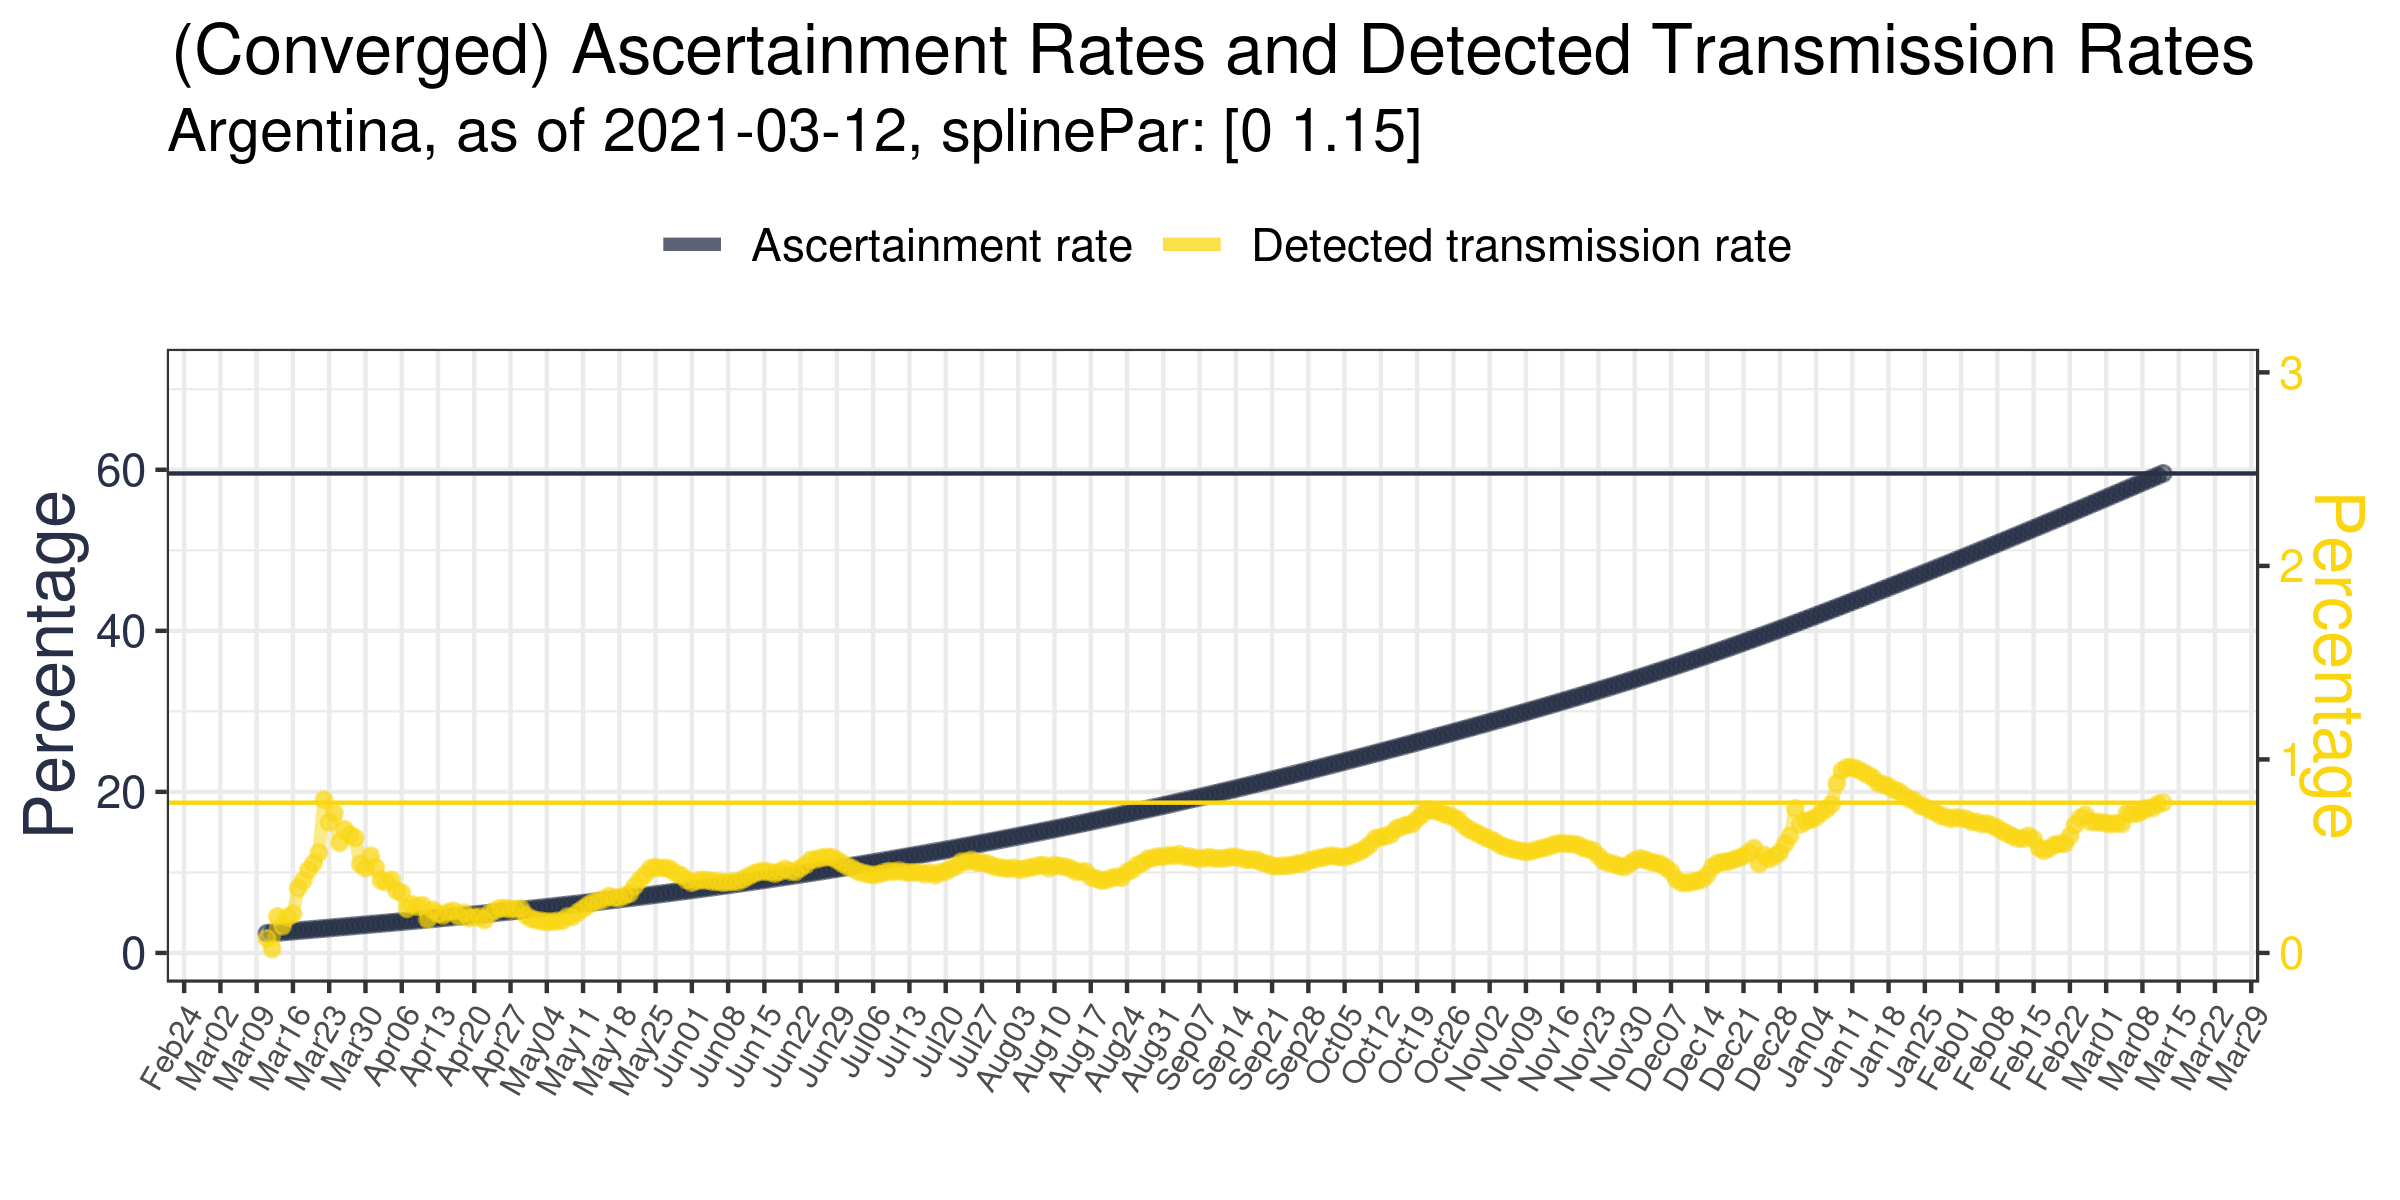 (Converged) Ascertainment Rates and Detected Transmission Rates
Argentina, as of 2021-03-12, splinePar: [0 1.15]
Ascertainment rate
Detected transmission rate
Percentage
60
40
20
0
3
2
1
0
Percentage
Feb24
Mar02
Mar09
Mar16
Mar23
Mar30
Apr06
Apr13
Apr20
Apr27
May04
May11
May18
May25
Jun01
Jun08
Jun15
Jun22
Jun29
Jul06
Jul13
Jul20
Jul27
Aug03
Aug10
Aug17
Aug24
Aug31
Sep07
Sep14
Sep21
Sep28
Oct05
Oct12
Oct19
Oct26
Nov02
Nov09
Nov16
Nov23
Nov30
Dec07
Dec14
Dec21
Dec28
Jan04
Jan11
Jan18
Jan25
Feb01
Feb08
Feb15
Feb22
Mar01
Mar08
Mar15
Mar22
Mar29